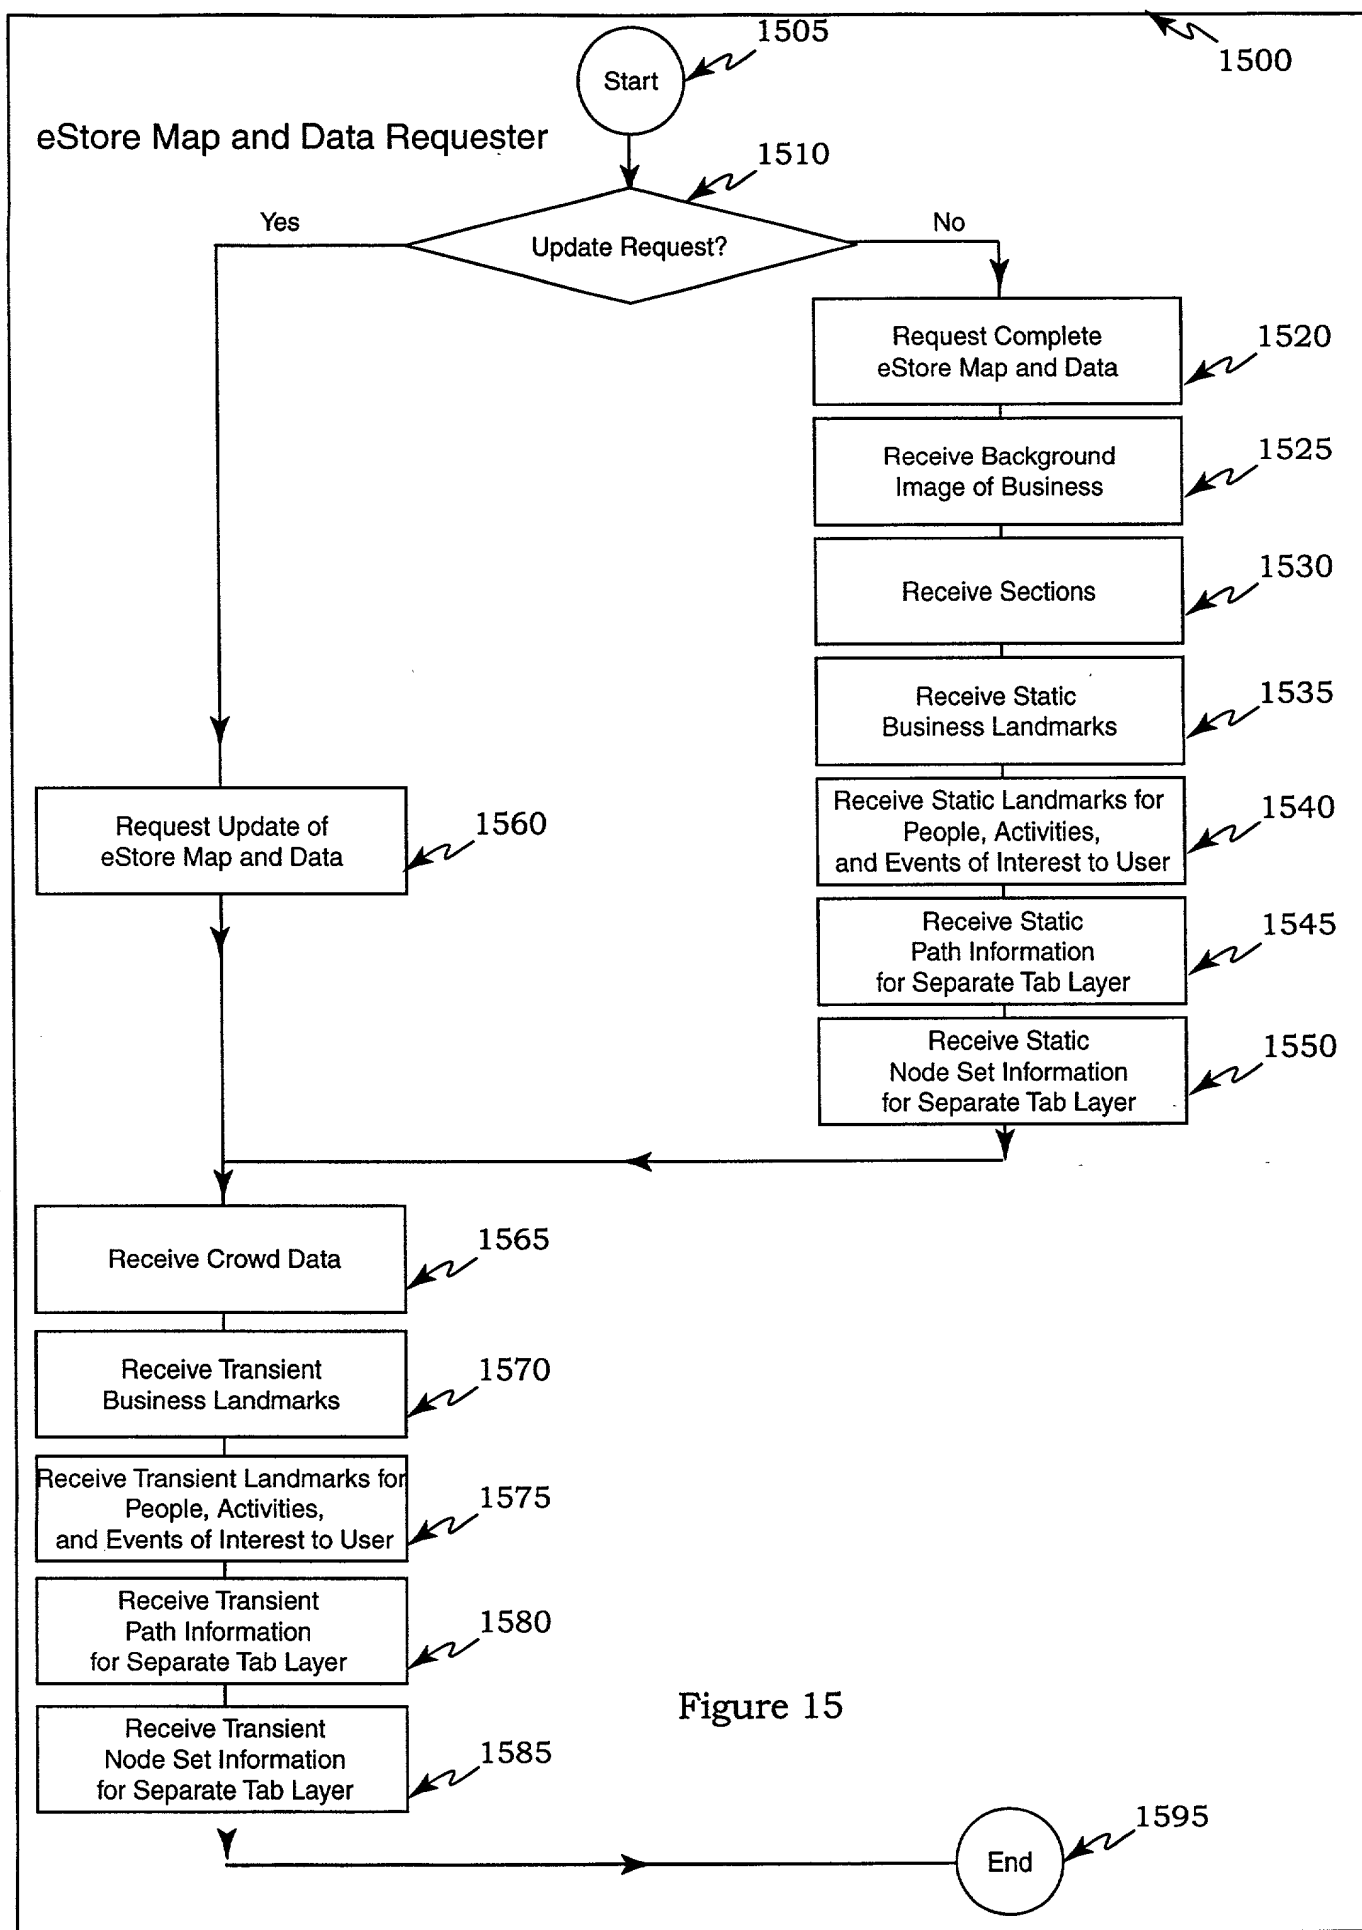 1505
1500
Start
eStore Map and Data Requester
1510
Yes
No
Update Request?
Request Complete
eStore Map and Data
1520
Receive Background
Image of Business
1525
Receive Sections
1530
Receive Static
Business Landmarks
1535
Receive Static Landmarks for
People, Activities,
and Events of Interest to User
1540
Receive Static
Path Information
for Separate Tab Layer
1545
Receive Static
Node Set Information
for Separate Tab Layer
1550
Request Update of
eStore Map and Data
1560
Receive Crowd Data
1565
Receive Transient
Business Landmarks
1570
Receive Transient Landmarks for
People, Activities,
and Events of Interest to User
1575
Receive Transient
Path Information
for Separate Tab Layer
1580
Receive Transient
Node Set Information
for Separate Tab Layer
1585
Figure 15
End
1595